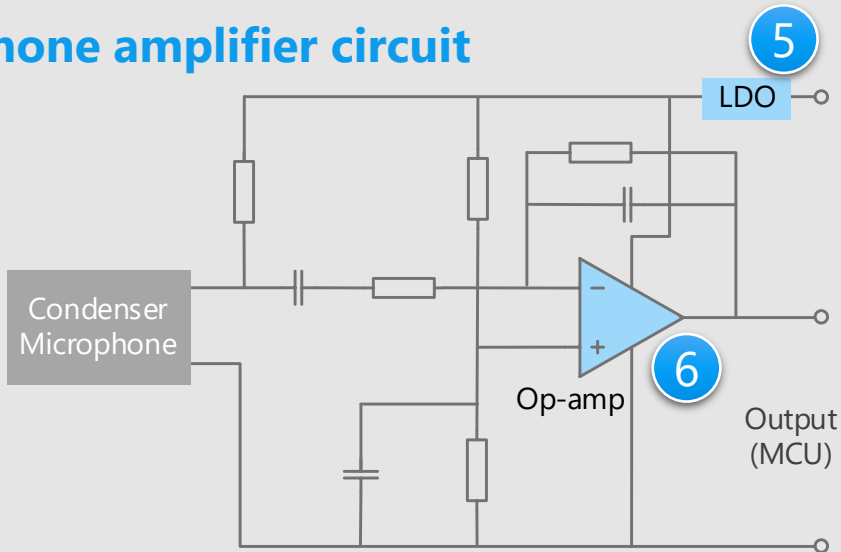 hone amplifier circuit
5
LDO
Condenser
Microphone
−
+
6
Op-amp
Output
(MCU)